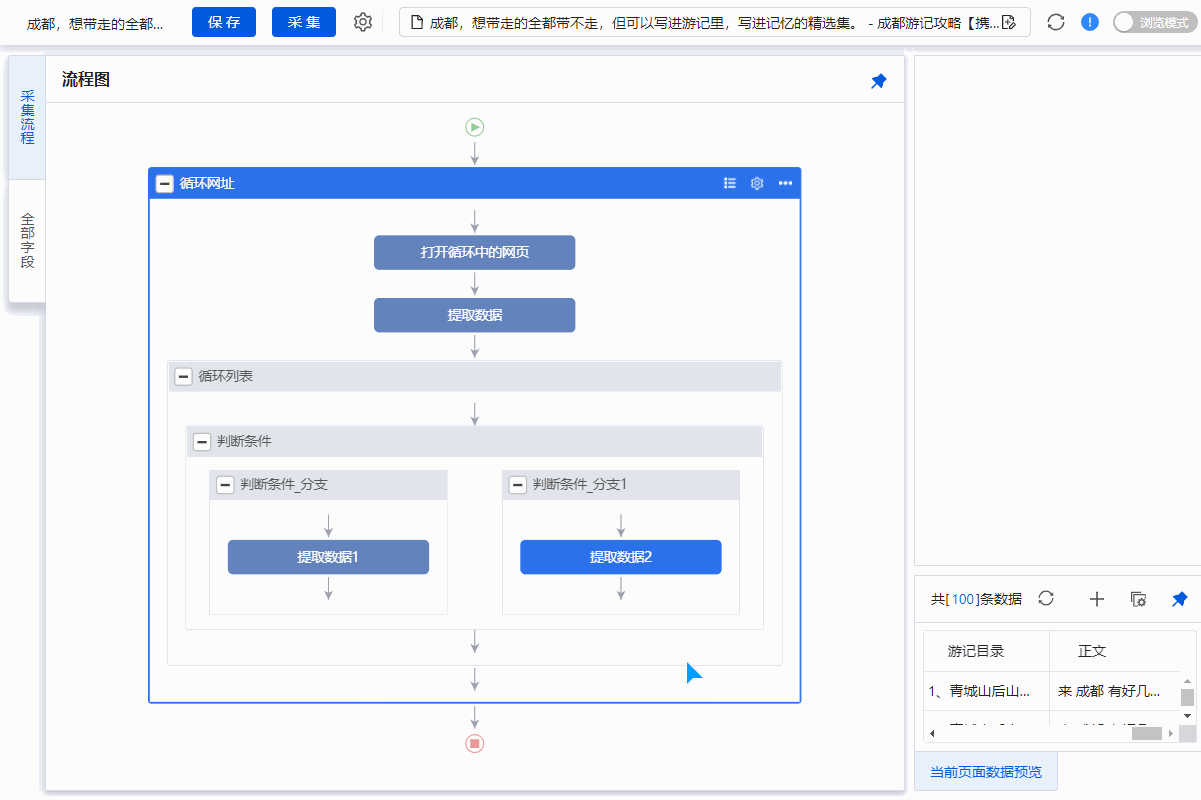 成都，想带走的全都...
保 存
采 集
成都，想带走的全都带不走，但可以写进游记里，写进记忆的精选集。 - 成都游记攻略【携...
浏览模式
采集流程
全部字段
流程图
循环网址
打开循环中的网页
提取数据
循环列表
判断条件
判断条件_分支
判断条件_分支1
提取数据1
提取数据2
共[ 100 ]条数据
游记目录
正文
1、青城山后山...
来 成都 有好几...
当前页面数据预览